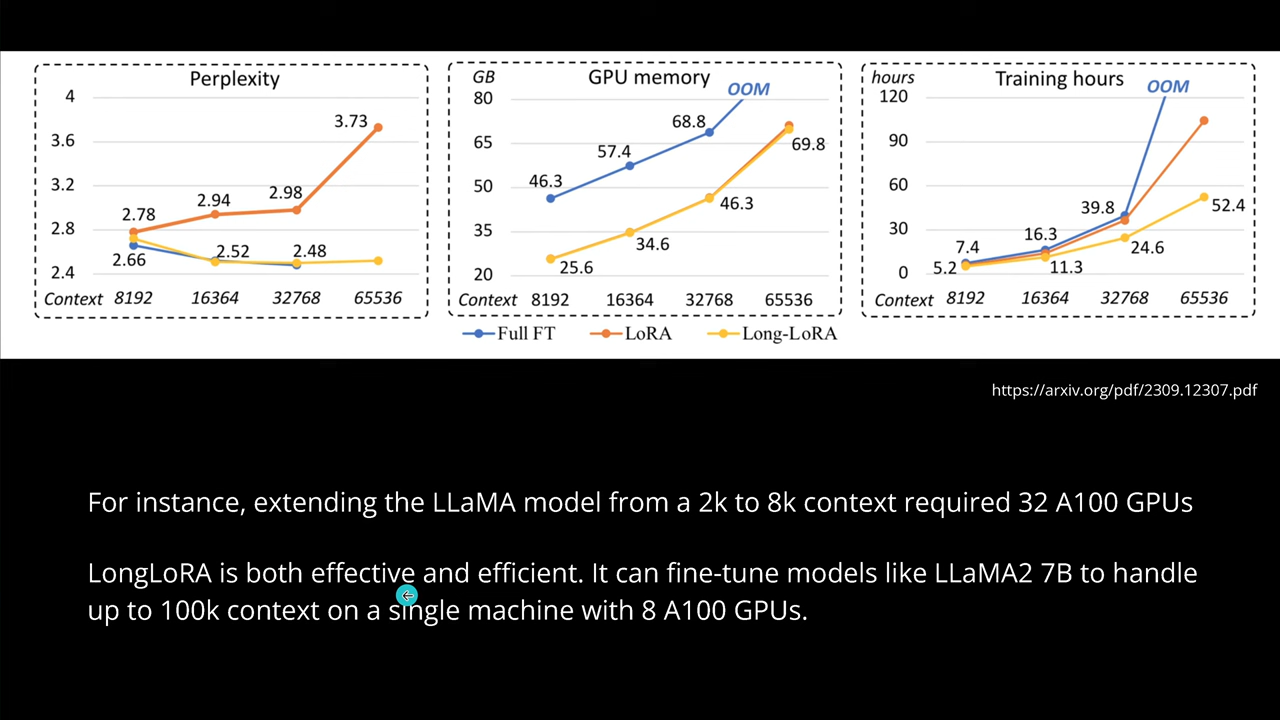 Perplexity
4
3.6
3.2
2.8
2.4
2.78
2.94
2.98
3.73
2.66
2.52
2.48
Context 8192 16364 32768 65536
GB
GPU memory
OOM
80
65
50
35
20
46.3
57.4
68.8
69.8
25.6
34.6
46.3
Context 8192 16364 32768 65536
hours
Training hours
OOM
120
90
60
30
0
7.4
16.3
39.8
5.2
11.3
24.6
52.4
Context 8192 16364 32768 65536
Full FT LoRA Long-LoRA
https://arxiv.org/pdf/2309.12307.pdf
For instance, extending the LLaMA model from a 2k to 8k context required 32 A100 GPUs
LongLoRA is both effective and efficient. It can fine-tune models like LLaMA2 7B to handle
up to 100k context on a single machine with 8 A100 GPUs.